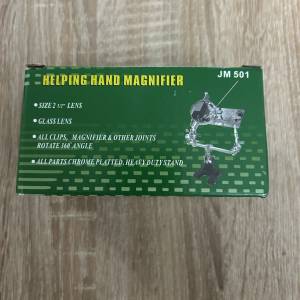 HELPING HAND MAGNIFIER
JM 501
• SIZE 2 1/2" LENS
• GLASS LENS
• ALL CLIPS, MAGNIFIER & OTHER JOINTS
ROTATE 360 ANGLE
• ALL PARTS CHROME PLATTED. HEAVY DUTY STAND